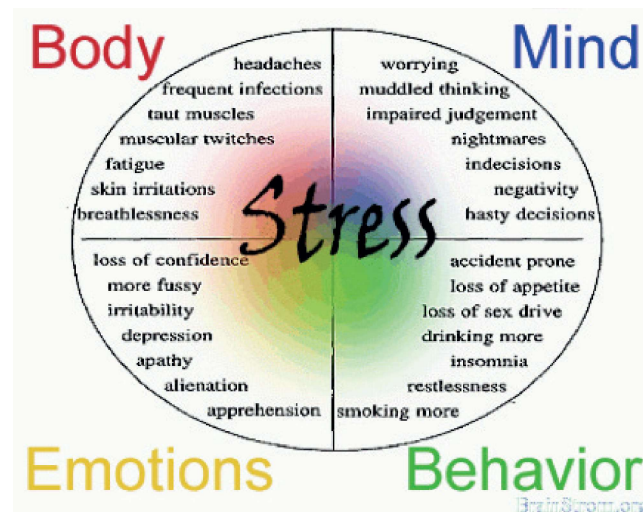 Body
headaches
frequent infections
taut muscles
muscular twitches
fatigue
skin irritations
breathlessness
Mind
worrying
muddled thinking
impaired judgement
nightmares
indecisions
negativity
hasty decisions
Stress
loss of confidence
more fussy
irritability
depression
apathy
alienation
apprehension
Emotions
accident prone
loss of appetite
loss of sex drive
drinking more
insomnia
restlessness
smoking more
Behavior